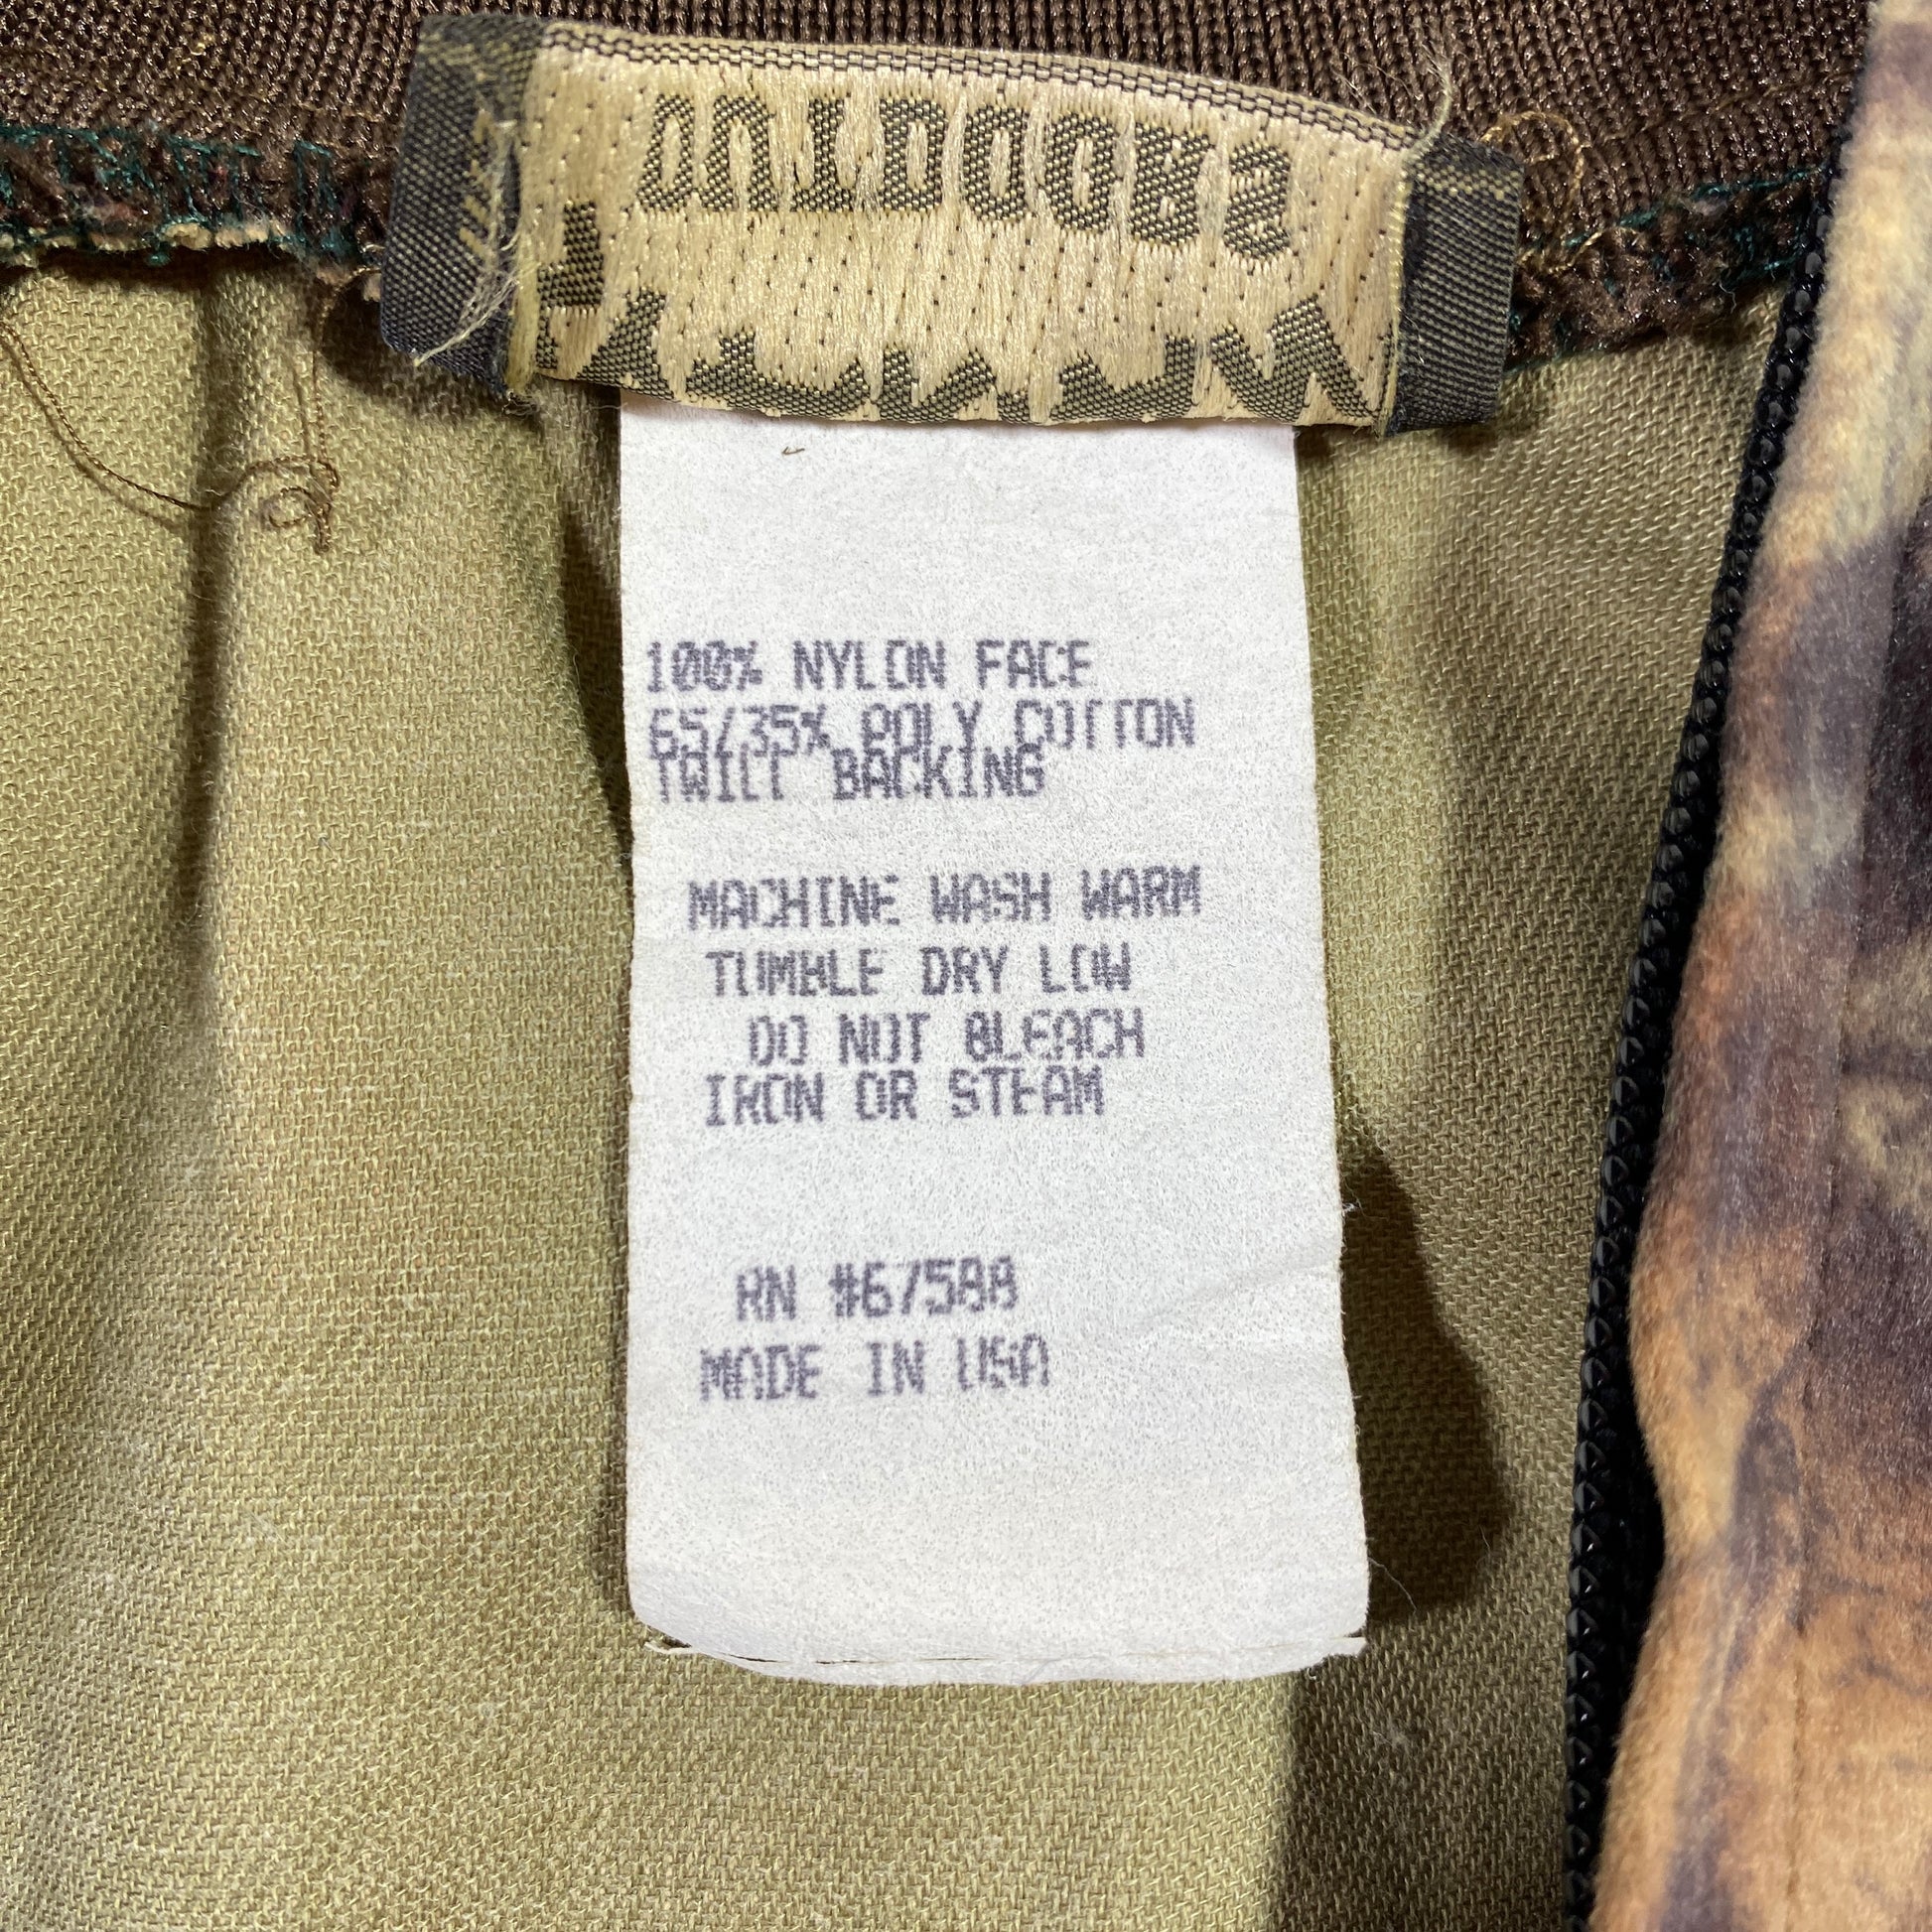 100% NYLON FACE
65/35% POLY COTTON
TWILL BACKING
MACHINE WASH WARM
TUMBLE DRY LOW
DO NOT BLEACH
IRON OR STEAM
RN #67588
MADE IN USA